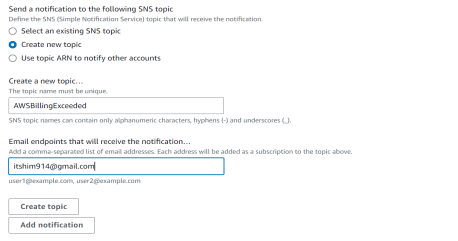 Send a notification to the following SNS topic
Define the SNS (Simple Notification Service) topic that will receive the notification.
Select an existing SNS topic
Create new topic
Use topic ARN to notify other accounts
Create a new topic...
The topic name must be unique.
AWSBillingExceeded
SNS topic names can contain only alphanumeric characters, hyphens (-) and underscores (_).
Email endpoints that will receive the notification...
Add a comma-separated list of email addresses. Each address will be added as a subscription to the topic above.
itshim914@gmail.com
user1@example.com, user2@example.com
Create topic
Add notification